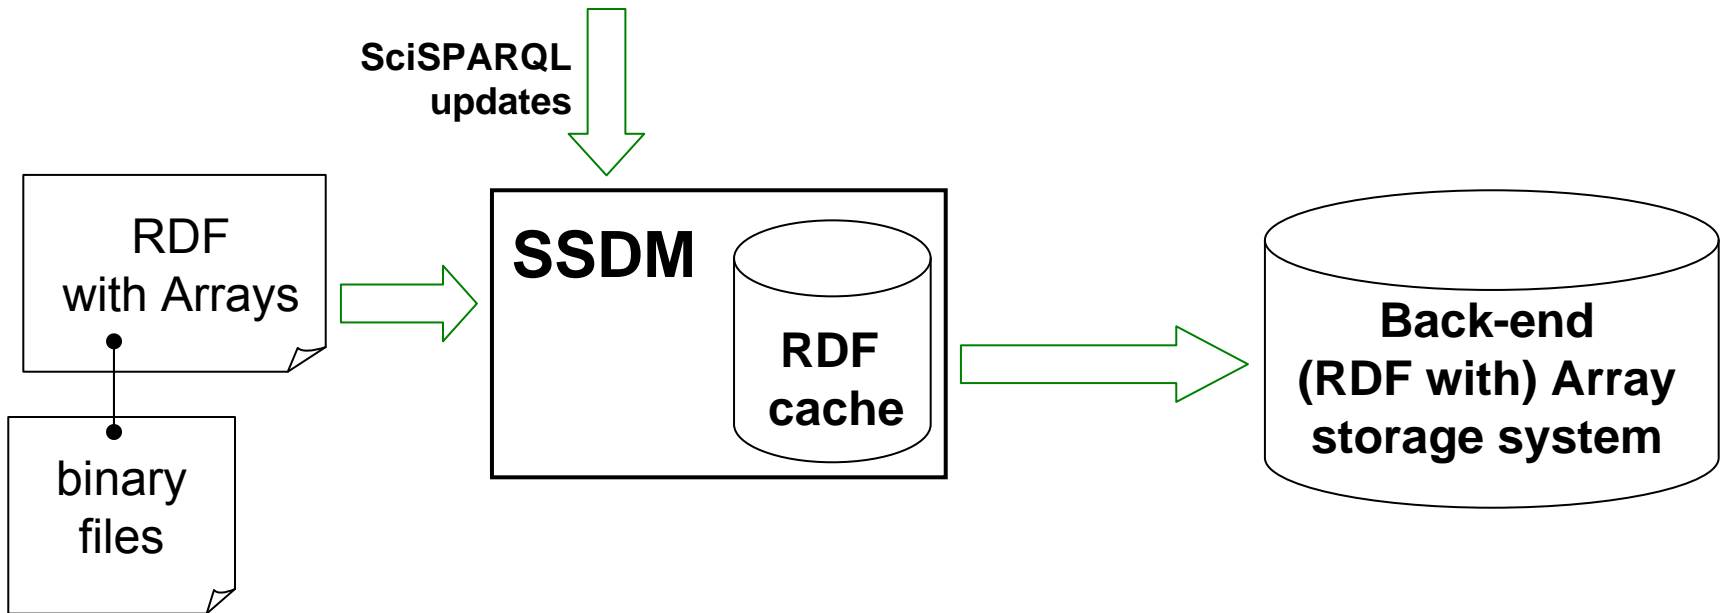 SciSPARQL
updates
RDF
with Arrays
binary
files
SSDM
RDF
cache
Back-end
(RDF with) Array
storage system